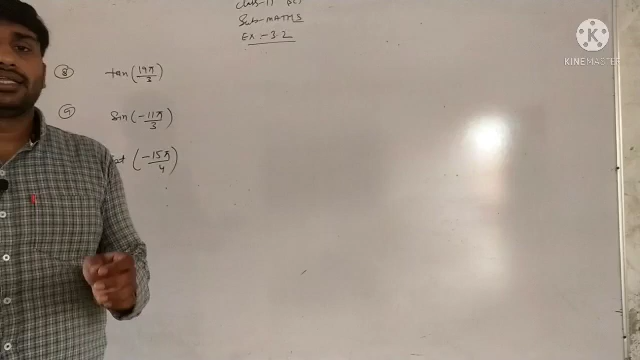 Class-11
Sub-MATHS
EX :- 3.2
⑧ tan(19π/3)
⑨ Sin(-11π/3)
(-15π/4)
KINEMASTER